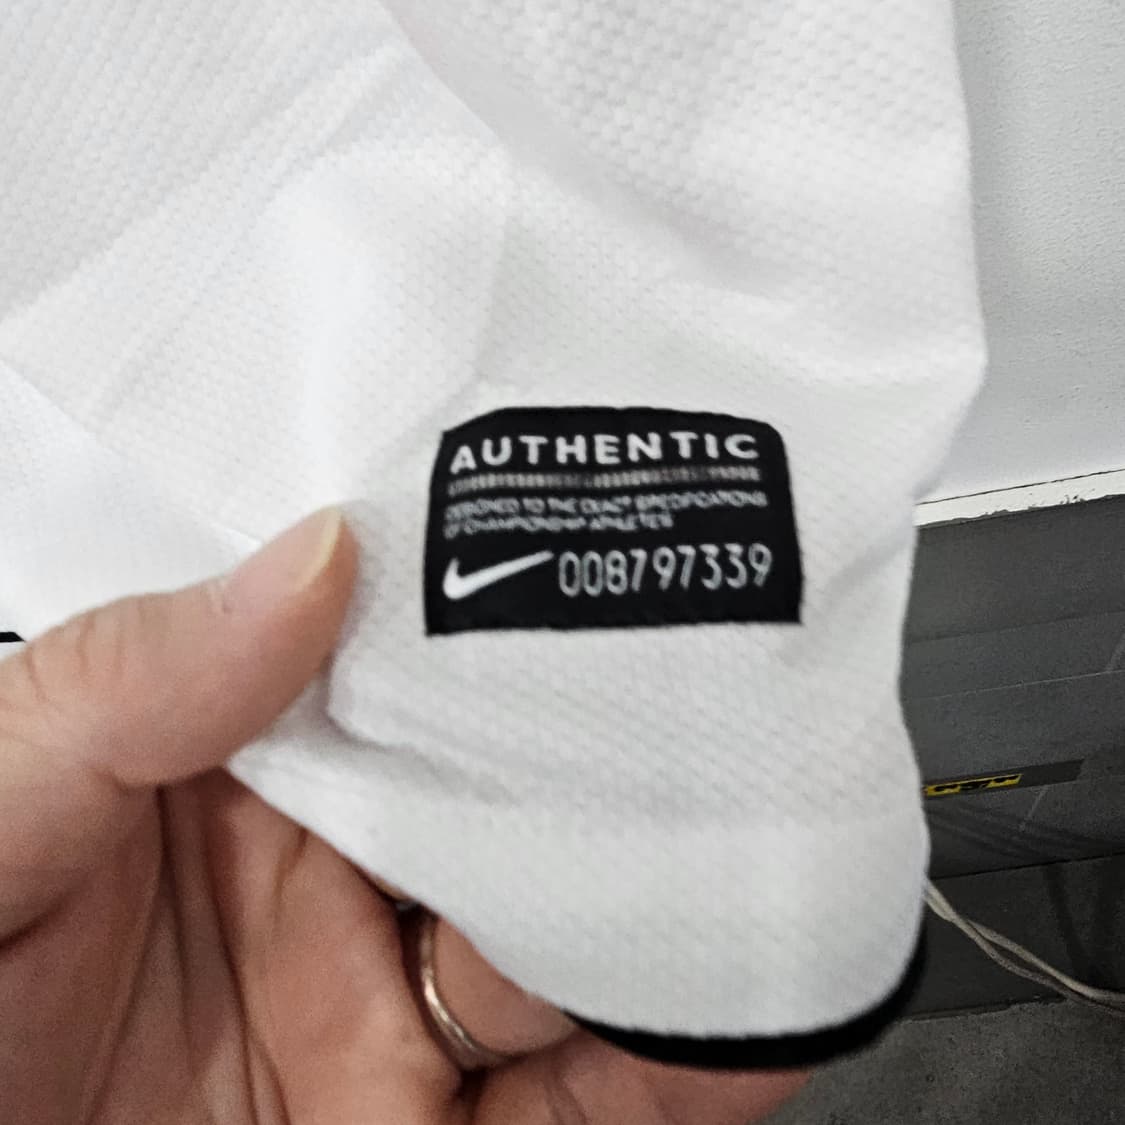 AUTHENTIC
DESIGNED TO THE EXACT SPECIFICATIONS
OF CHAMPIONSHIP ATHLETES
008797339